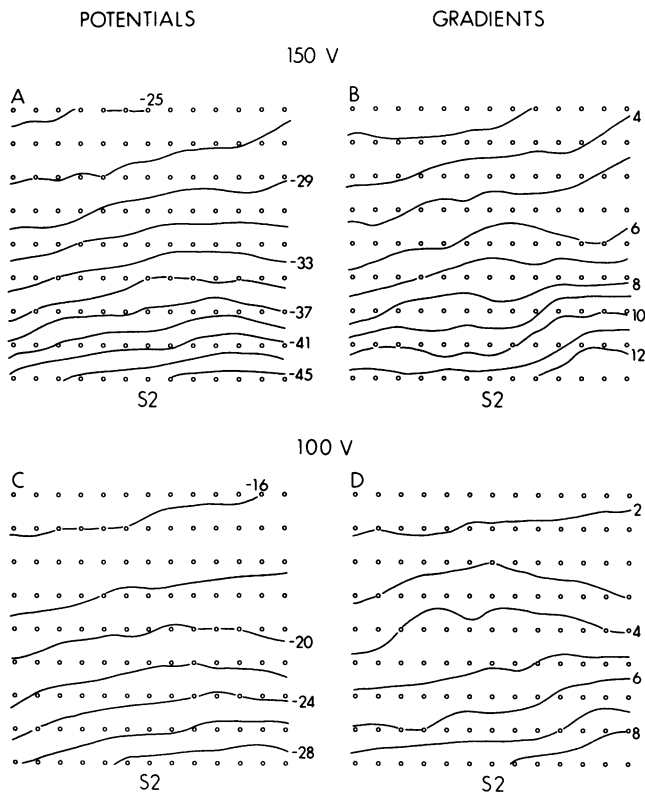 POTENTIALS GRADIENTS
150 V
A
-25
-29
-33
-37
-41
-45
S2
B
4
6
8
10
12
S2
100 V
C
-16
-20
-24
-28
S2
D
2
4
6
8
S2